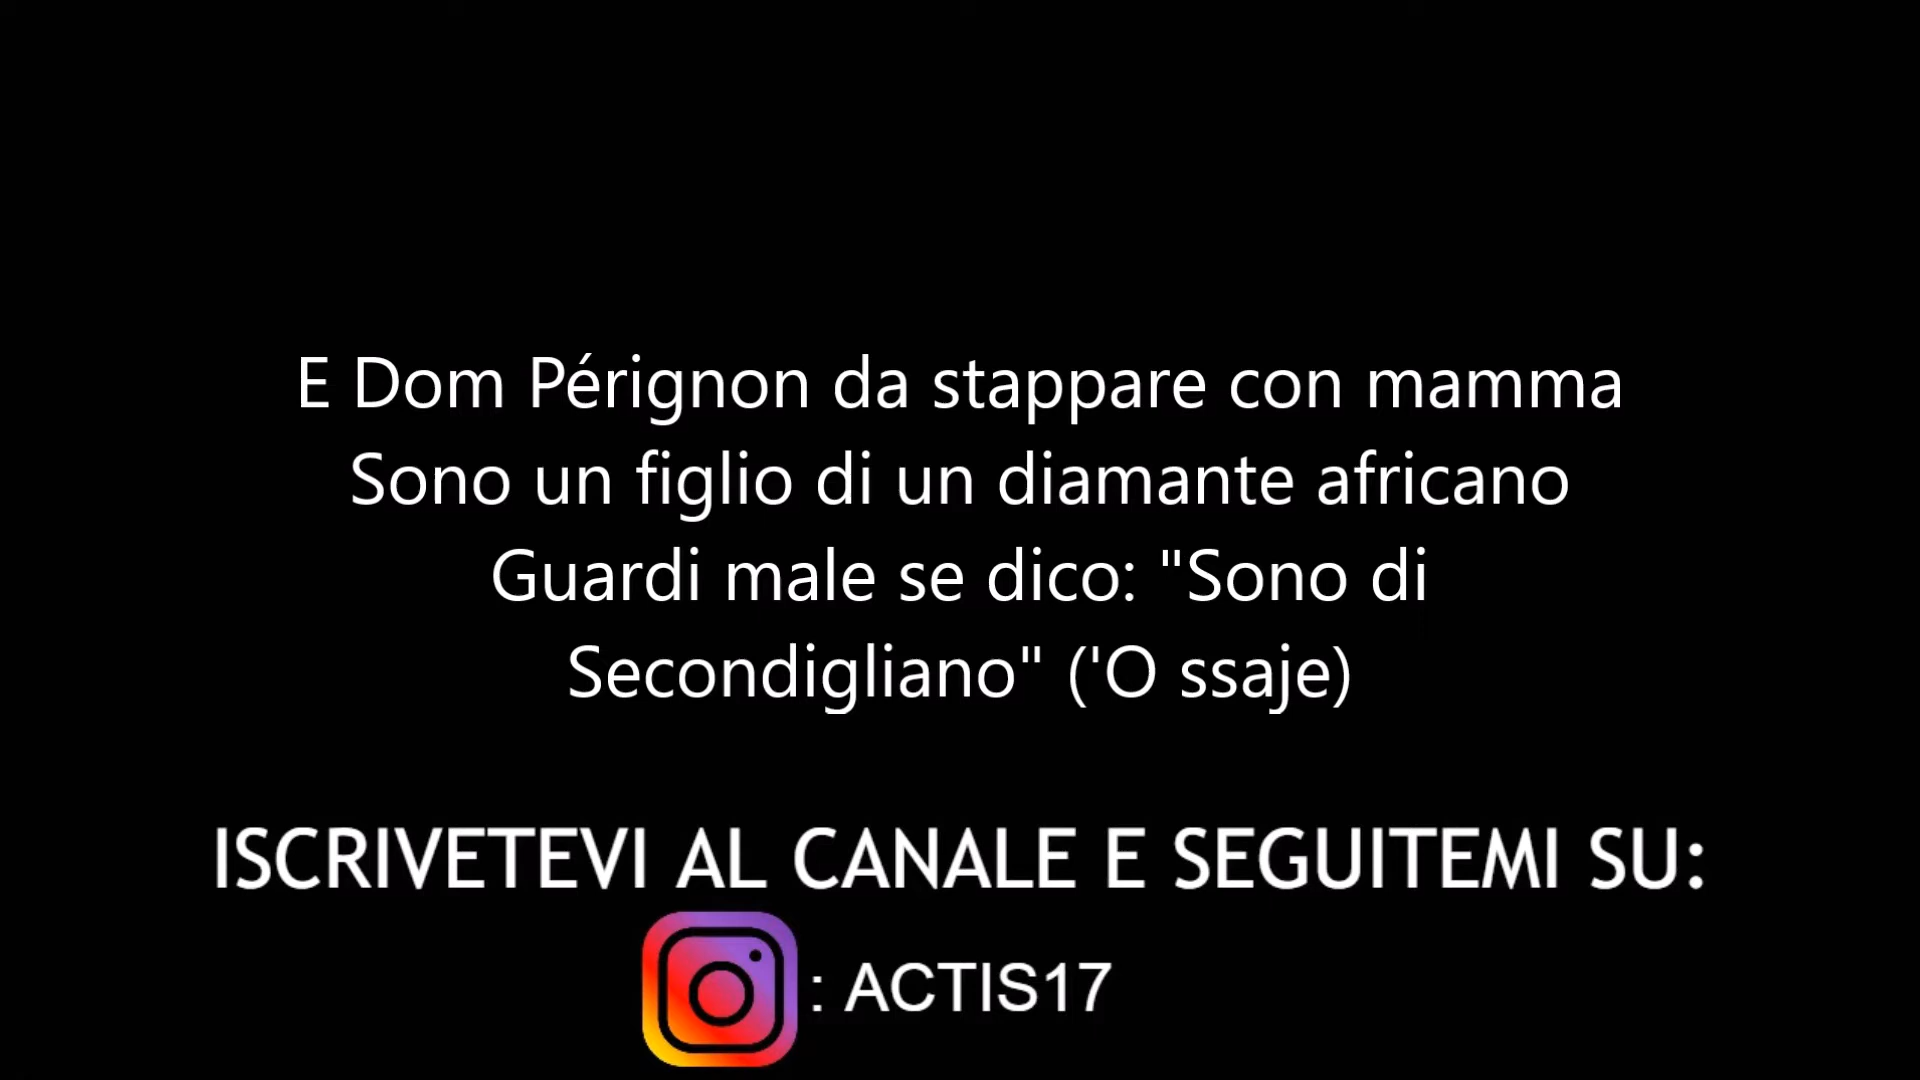 E Dom Pérignon da stappare con mamma
Sono un figlio di un diamante africano
Guardi male se dico: "Sono di
Secondigliano" ('O ssaje)
ISCRIVETEVI AL CANALE E SEGUITEMI SU:
: ACTIS17